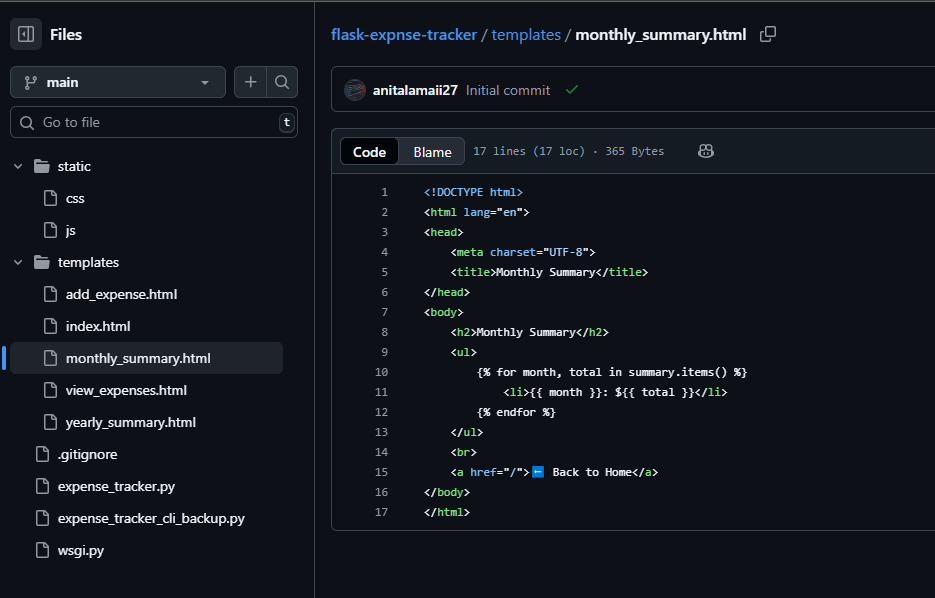 Files
main
Go to file
t
static
css
js
templates
add_expense.html
index.html
monthly_summary.html
view_expenses.html
yearly_summary.html
.gitignore
expense_tracker.py
expense_tracker_cli_backup.py
wsgi.py
flask-expnse-tracker / templates / monthly_summary.html
anitalamaii27 Initial commit
Code Blame 17 lines (17 loc) · 365 Bytes
1 <!DOCTYPE html>
2 <html lang="en">
3 <head>
4     <meta charset="UTF-8">
5     <title>Monthly Summary</title>
6 </head>
7 <body>
8     <h2>Monthly Summary</h2>
9     <ul>
10         {% for month, total in summary.items() %}
11             <li>{{ month }}: ${{ total }}</li>
12         {% endfor %}
13     </ul>
14     <br>
15     <a href="/">⬅️ Back to Home</a>
16 </body>
17 </html>